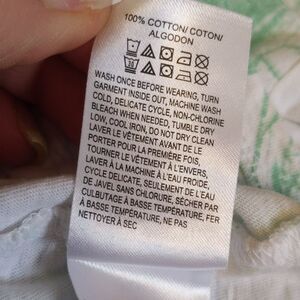 100% COTTON/ COTON/
ALGODON
WASH ONCE BEFORE WEARING, TURN
GARMENT INSIDE OUT, MACHINE WASH
COLD, DELICATE CYCLE, NON-CHLORINE
BLEACH WHEN NEEDED, TUMBLE DRY
LOW, COOL IRON, DO NOT DRY CLEAN
LAVER LE VÊTEMENT AVANT DE LE
PORTER POUR LA PREMIÈRE FOIS,
TOURNER LE VÊTEMENT À L'ENVERS,
LAVER À LA MACHINE À L'EAU FROIDE,
CYCLE DELICATE, SEULEMENT DE L'EAU
DE JAVEL SANS CHLORURE, SÉCHER PAR
CULBUTAGE À BASSE TEMPÉRATURE, FER
À BASSE TEMPÉRATURE, NE PAS
NETTOYER À SEC